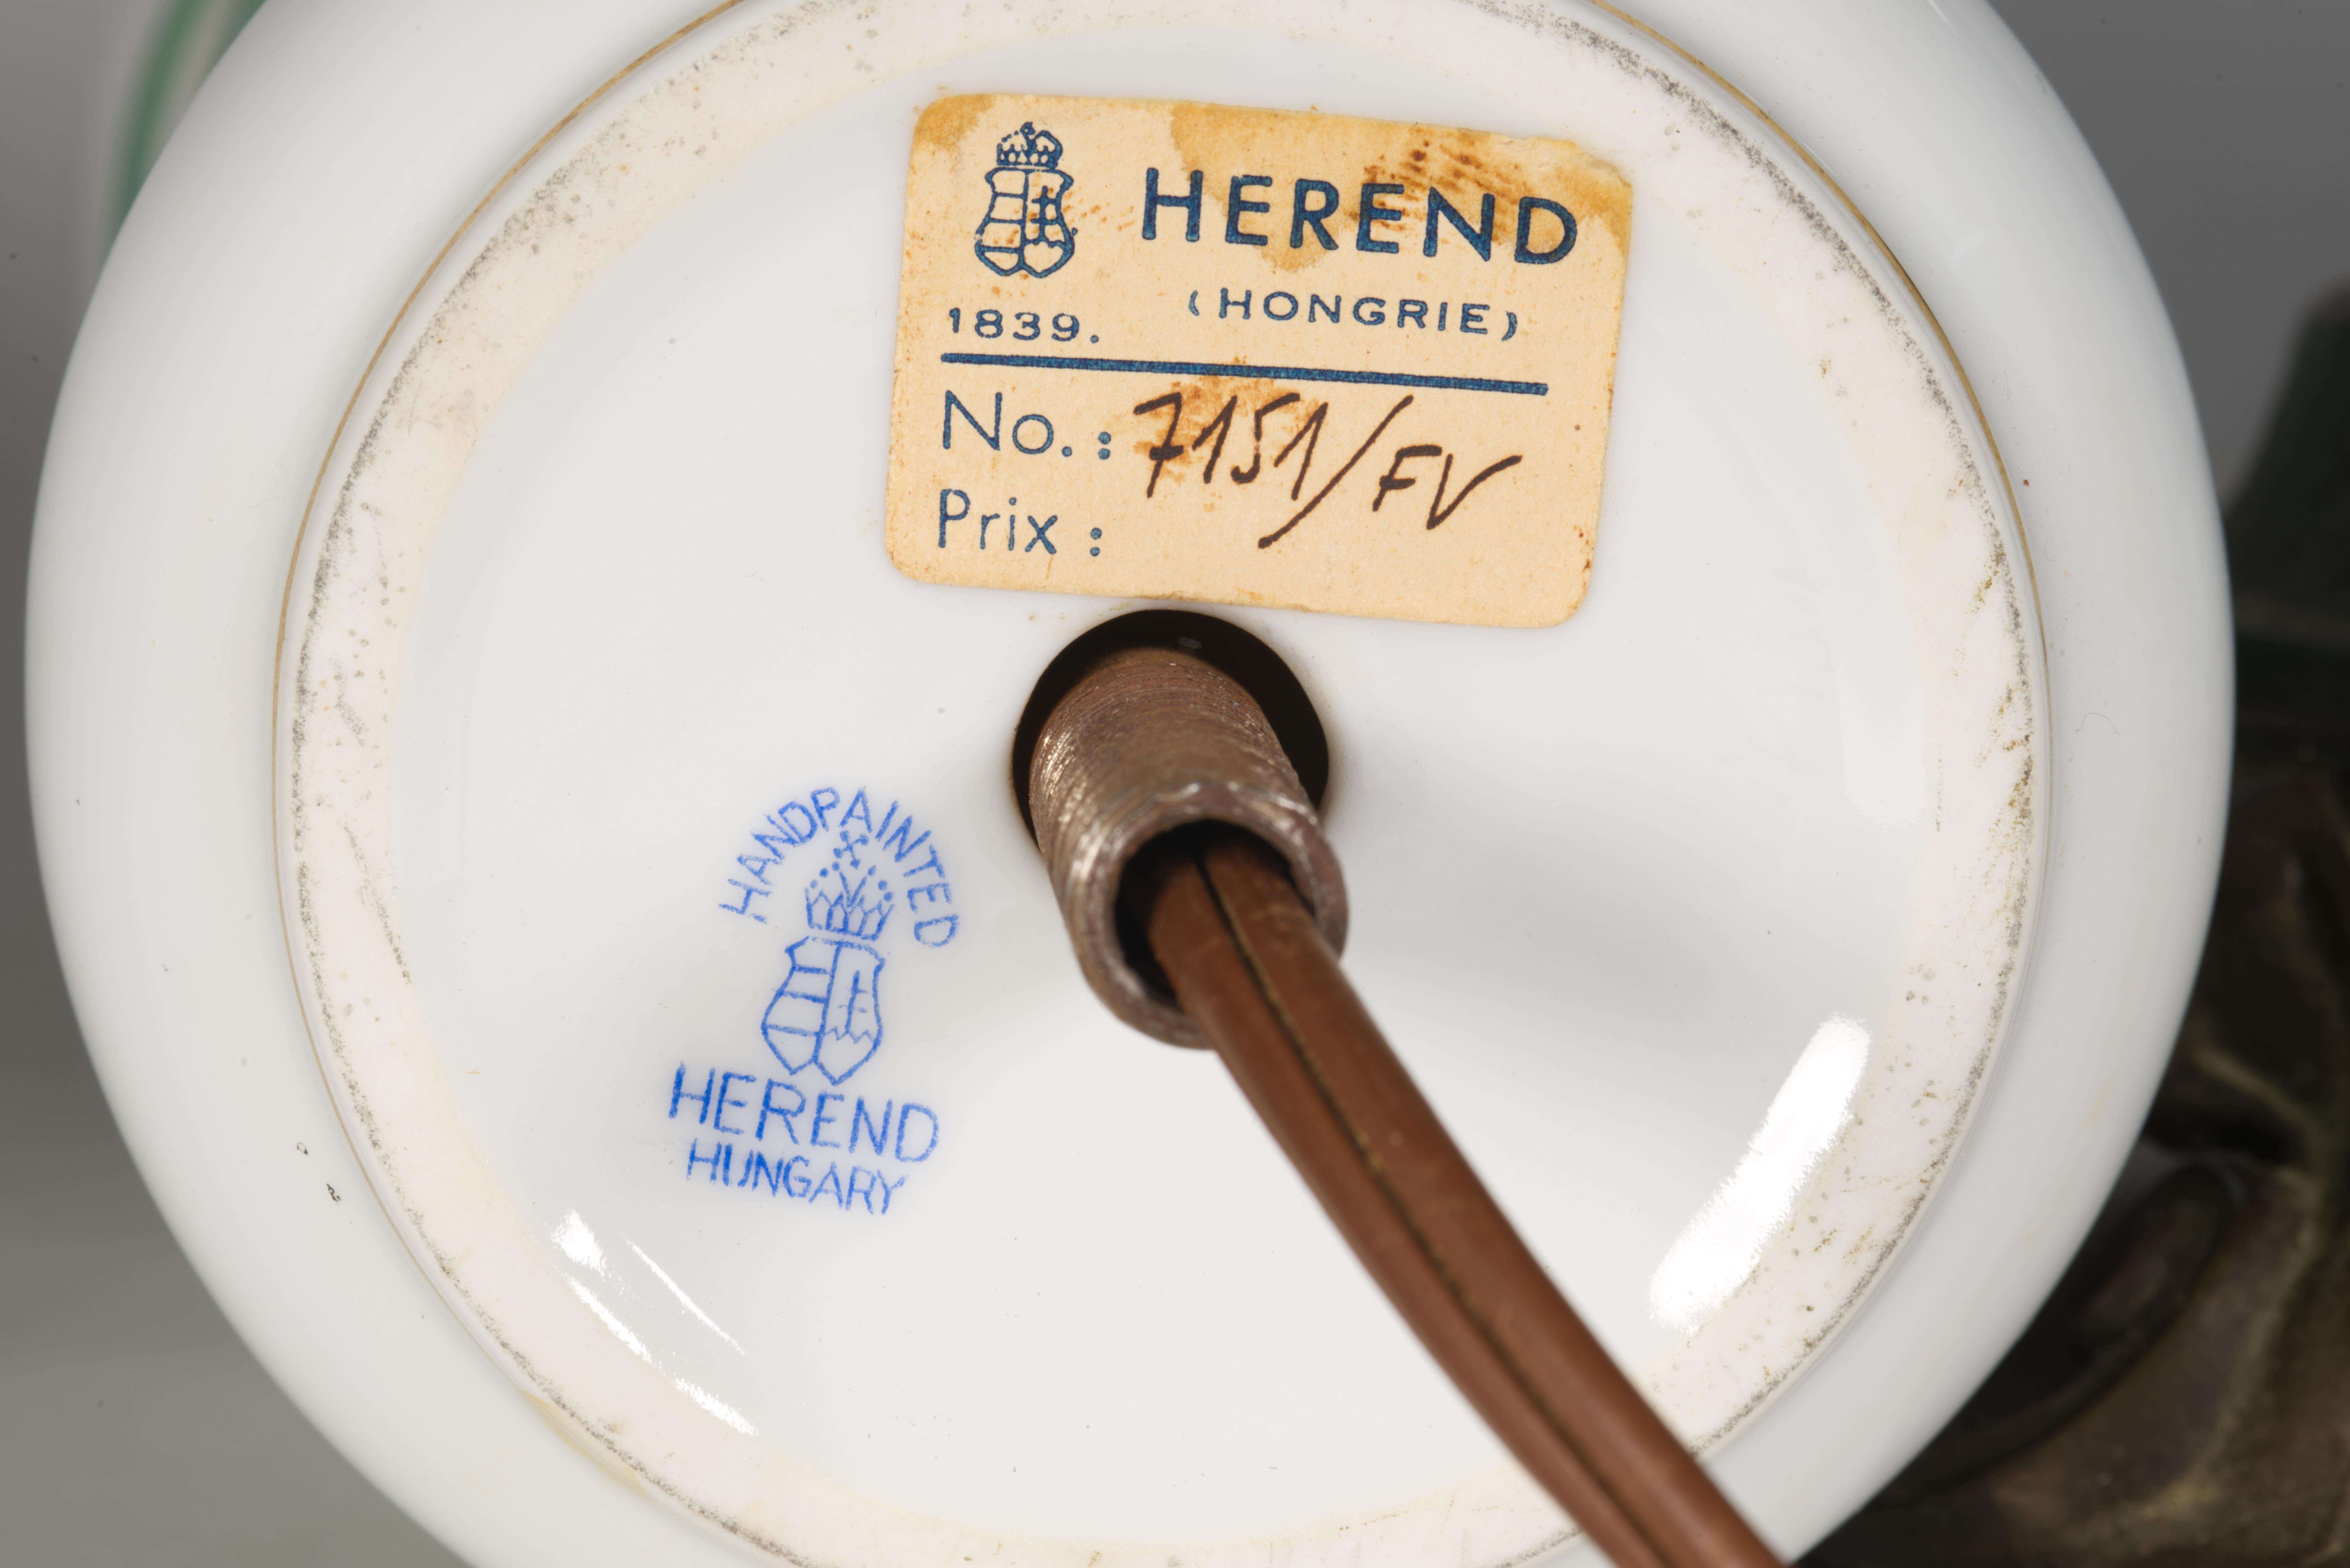 HEREND
(HONGRIE)
1839.
No.: 7151/FV
Prix :
HANDPAINTED
HEREND
HUNGARY